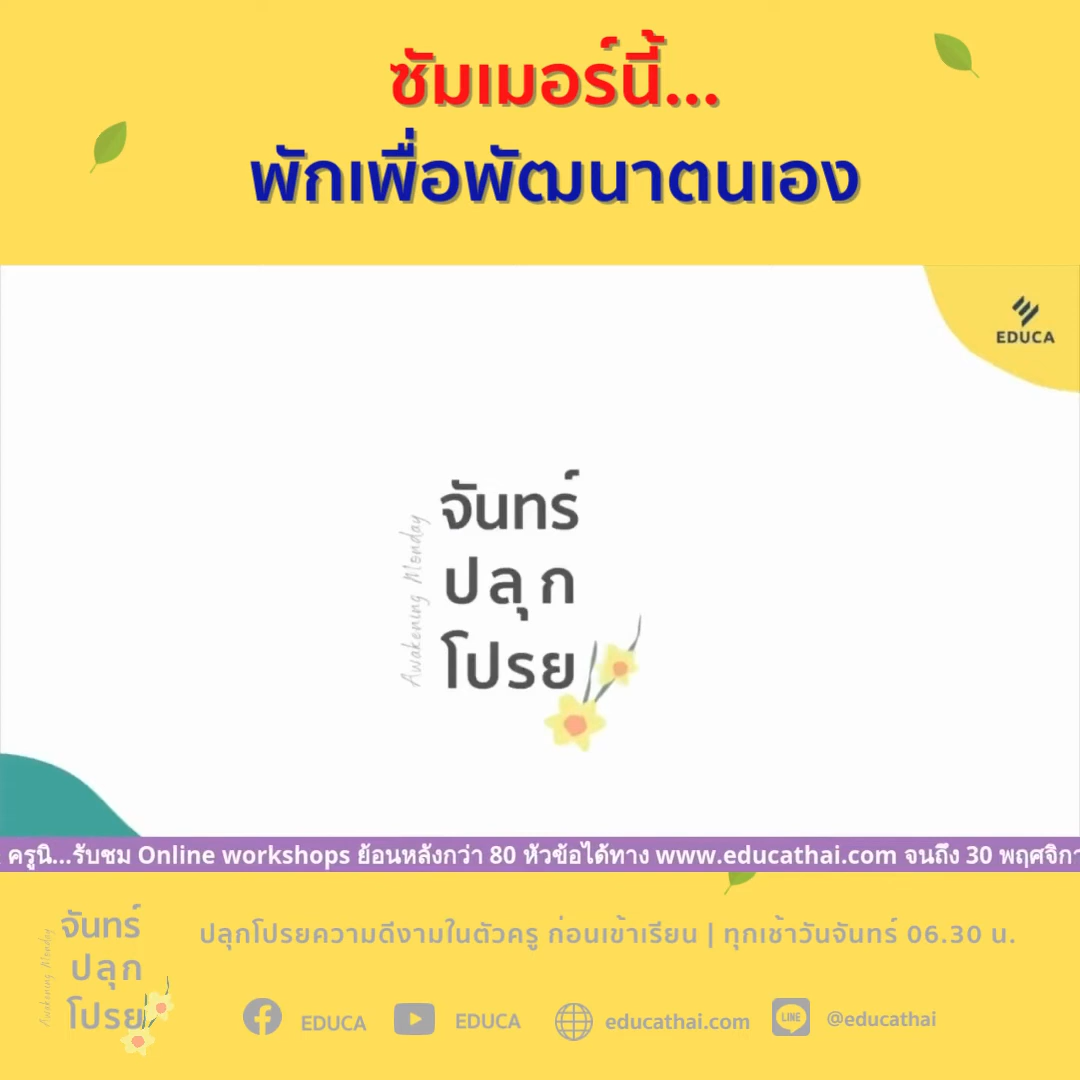 ซัมเมอร์นี้...
พักเพื่อพัฒนาตนเอง
EDUCA
จันทร์
ปลุก
โปรย
Awakening Monday
ครูนิ...รับชม Online workshops ย้อนหลังกว่า 80 หัวข้อได้ทาง www.educathai.com จนถึง 30
จันทร์
ปลุก
โปรย
Awakening Monday
ปลุกโปรยความดีงามในตัวครู ก่อนเข้าเรียน | ทุกเช้าวันจันทร์ 06.30 น.
EDUCA
EDUCA
educathai.com
LINE
@educathai